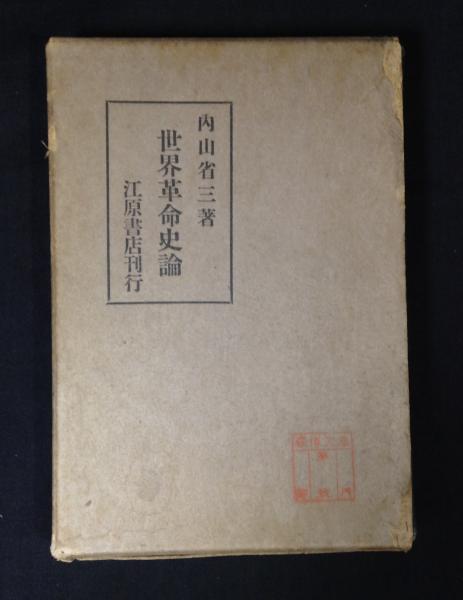 内山省三著
世界革命史論
江原書店刊行